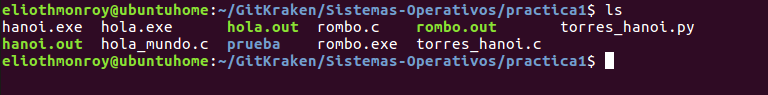 eliothmonroy@ubuntuhome:~/GitKraken/Sistemas-Operativos/practica1$ ls
hanoi.exe hola.exe hola.out rombo.c rombo.out torres_hanoi.py
hanoi.out hola_mundo.c prueba rombo.exe torres_hanoi.c
eliothmonroy@ubuntuhome:~/GitKraken/Sistemas-Operativos/practica1$